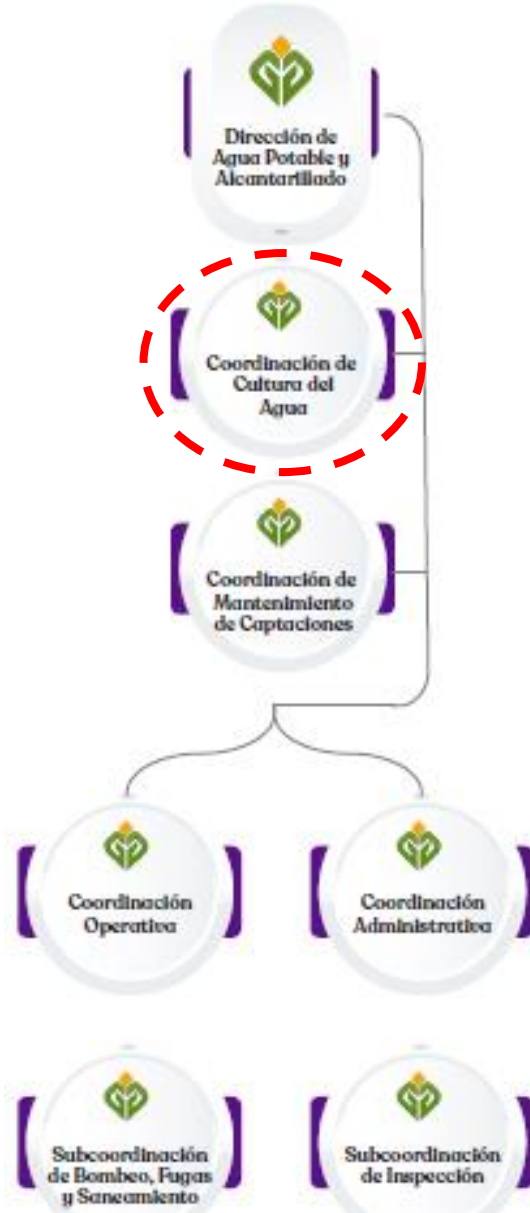 Dirección de
Agua Potable y
Alcantarillado
Coordinación de
Cultura del
Agua
Coordinación de
Mantenimiento
de Captaciones
Coordinación
Operativa
Coordinación
Administrativa
Subcoordinación
de Bombeo, Fugas
y Saneamiento
Subcoordinación
de Inspección